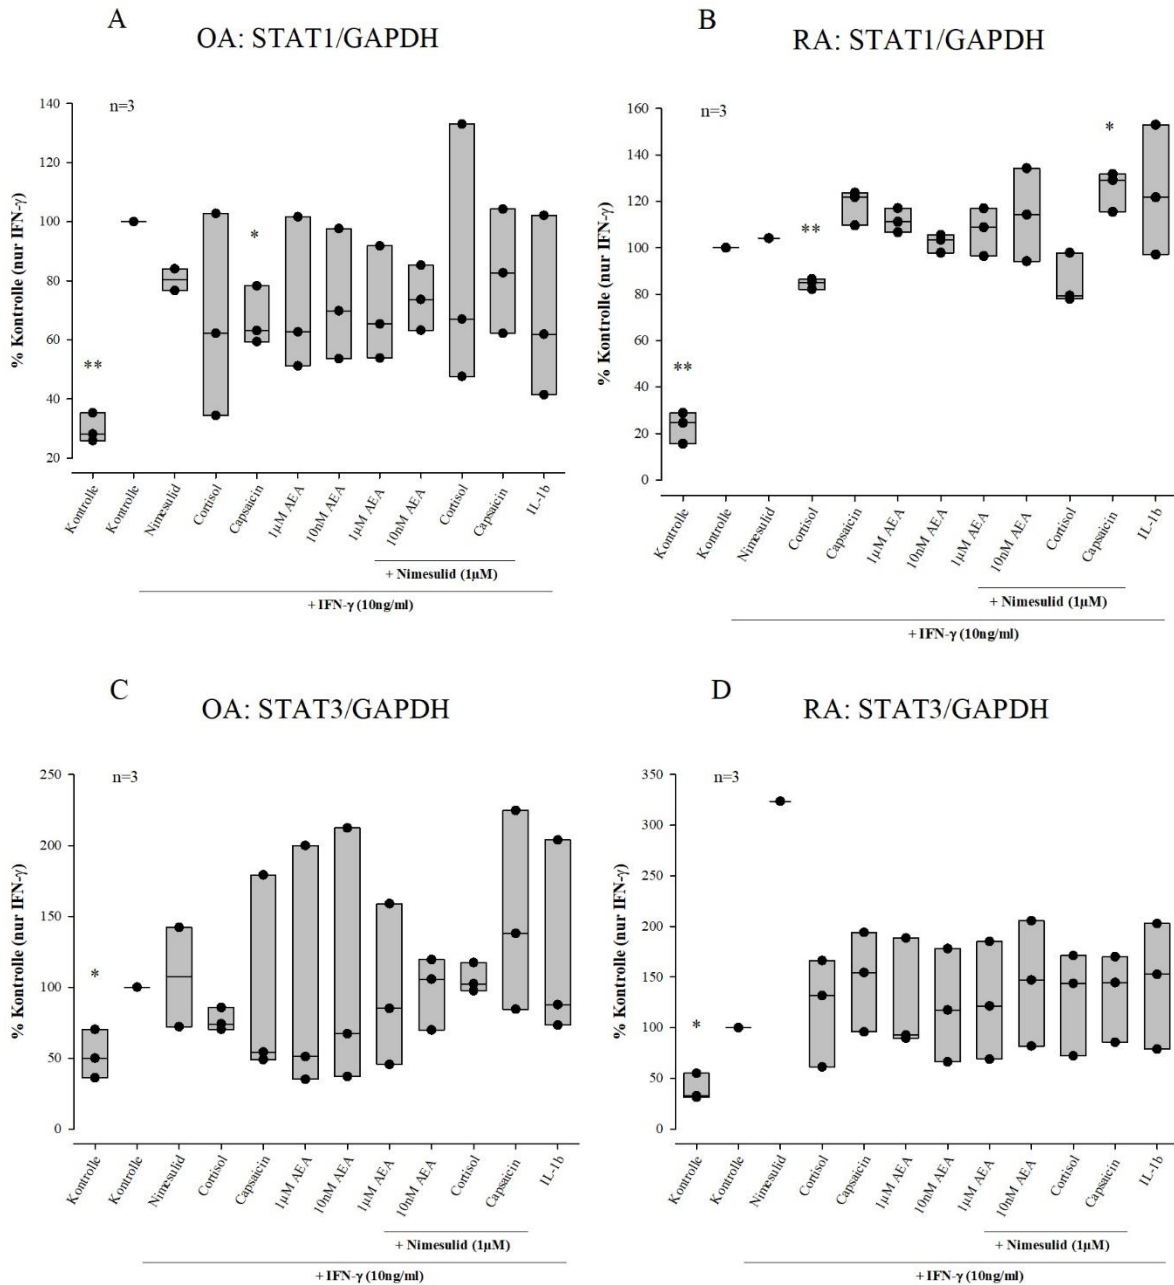 A
OA: STAT1/GAPDH
n=3
% Kontrolle (nur IFN-γ)
140
120
100
80
60
40
20
**
*
Kontrolle
Kontrolle
Nimesulid
Cortisol
Capsaicin
1µM AEA
10nM AEA
1µM AEA
10nM AEA
Cortisol
Capsaicin
IL-1b
+ Nimesulid (1µM)
+ IFN-γ (10ng/ml)
B
RA: STAT1/GAPDH
n=3
% Kontrolle (nur IFN-γ)
160
140
120
100
80
60
40
20
0
**
**
*
Kontrolle
Kontrolle
Nimesulid
Cortisol
Capsaicin
1µM AEA
10nM AEA
1µM AEA
10nM AEA
Cortisol
Capsaicin
IL-1b
+ Nimesulid (1µM)
+ IFN-γ (10ng/ml)
C
OA: STAT3/GAPDH
n=3
% Kontrolle (nur IFN-γ)
250
200
150
100
50
0
*
Kontrolle
Kontrolle
Nimesulid
Cortisol
Capsaicin
1µM AEA
10nM AEA
1µM AEA
10nM AEA
Cortisol
Capsaicin
IL-1b
+ Nimesulid (1µM)
+ IFN-γ (10ng/ml)
D
RA: STAT3/GAPDH
n=3
% Kontrolle (nur IFN-γ)
350
300
250
200
150
100
50
0
*
Kontrolle
Kontrolle
Nimesulid
Cortisol
Capsaicin
1µM AEA
10nM AEA
1µM AEA
10nM AEA
Cortisol
Capsaicin
IL-1b
+ Nimesulid (1µM)
+ IFN-γ (10ng/ml)